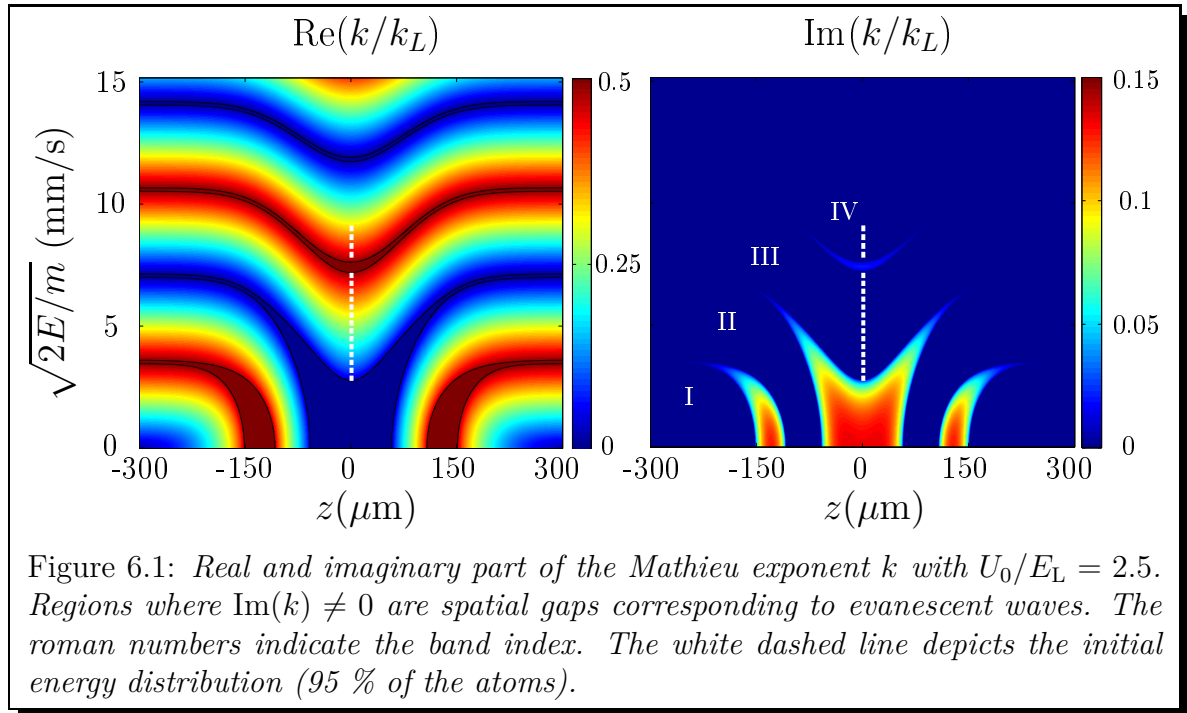 Re(k/k_L)
Im(k/k_L)
√2E/m (mm/s)
15
10
5
0
-300
-150
0
150
300
z(μm)
0.5
0.25
0
IV
III
II
I
-300
-150
0
150
300
z(μm)
0.15
0.1
0.05
0
Figure 6.1: Real and imaginary part of the Mathieu exponent k with U₀/E_L = 2.5.
Regions where Im(k) ≠ 0 are spatial gaps corresponding to evanescent waves. The
roman numbers indicate the band index. The white dashed line depicts the initial
energy distribution (95 % of the atoms).